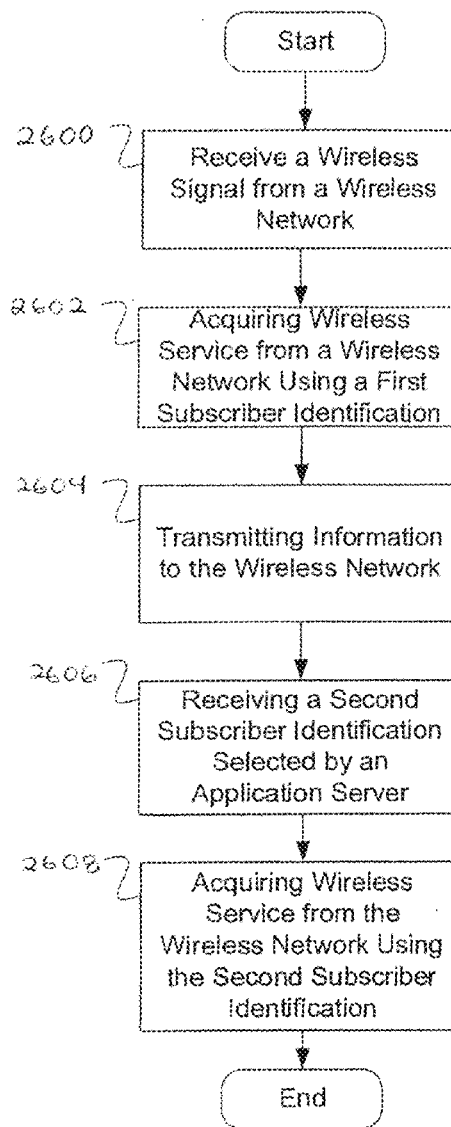 Start
2600
Receive a Wireless
Signal from a Wireless
Network
2602
Acquiring Wireless
Service from a Wireless
Network Using a First
Subscriber Identification
2604
Transmitting Information
to the Wireless Network
2606
Receiving a Second
Subscriber Identification
Selected by an
Application Server
2608
Acquiring Wireless
Service from the
Wireless Network Using
the Second Subscriber
Identification
End